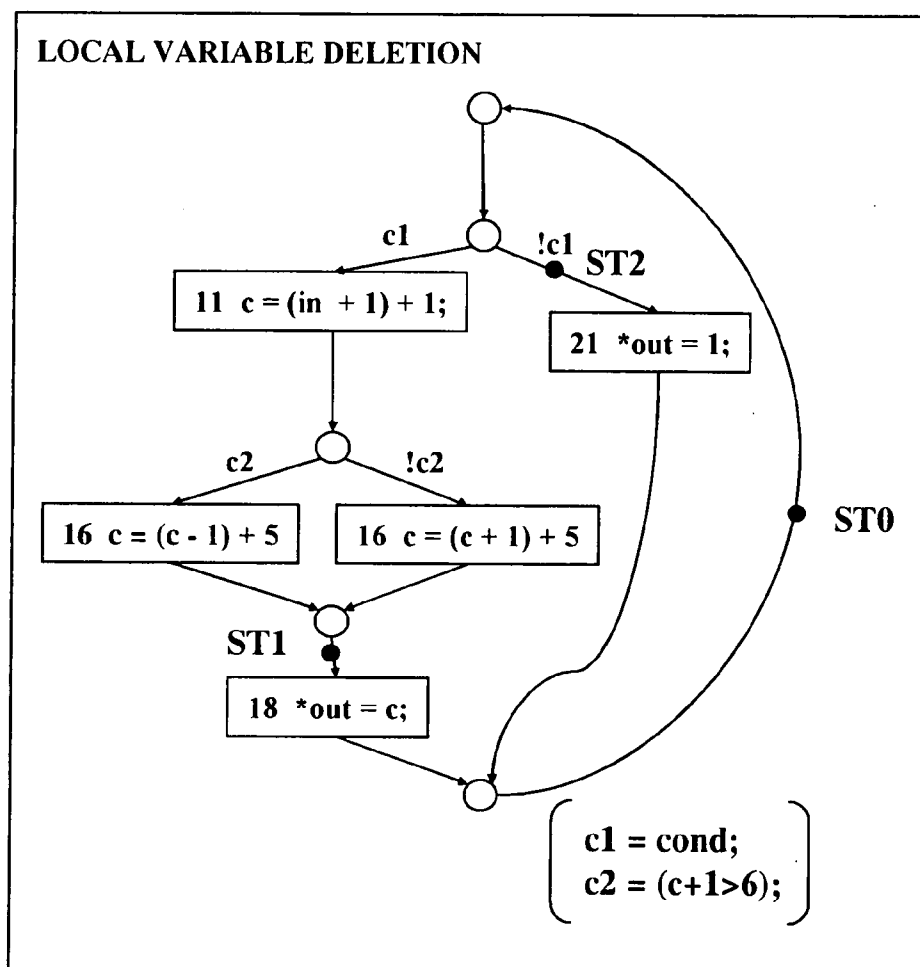 LOCAL VARIABLE DELETION
c1
!c1
ST2
11 c = (in + 1) + 1;
21 *out = 1;
c2
!c2
16 c = (c - 1) + 5
16 c = (c + 1) + 5
ST0
ST1
18 *out = c;
c1 = cond;
c2 = (c+1>6);